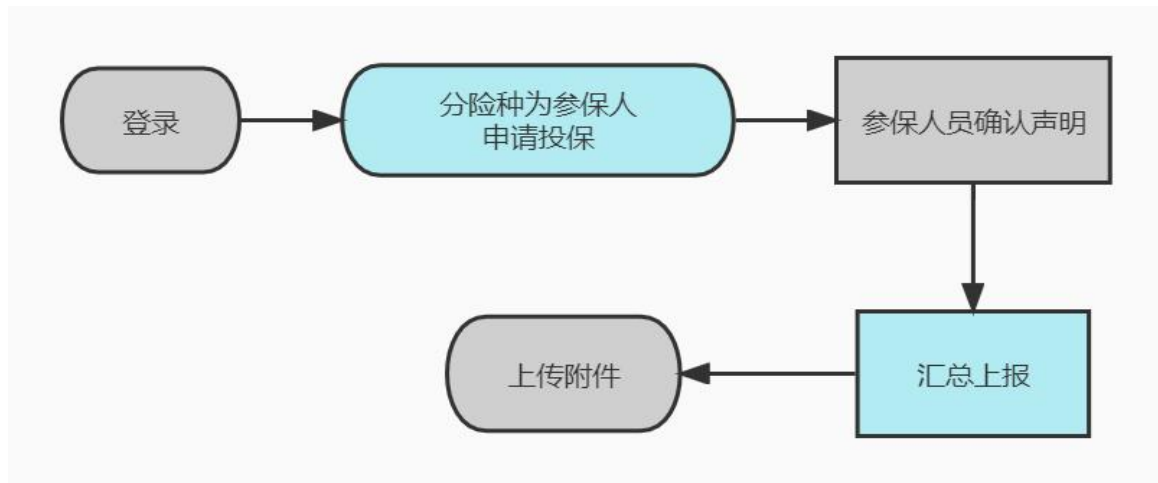 登录
分险种为参保人
申请投保
参保人员确认声明
汇总上报
上传附件